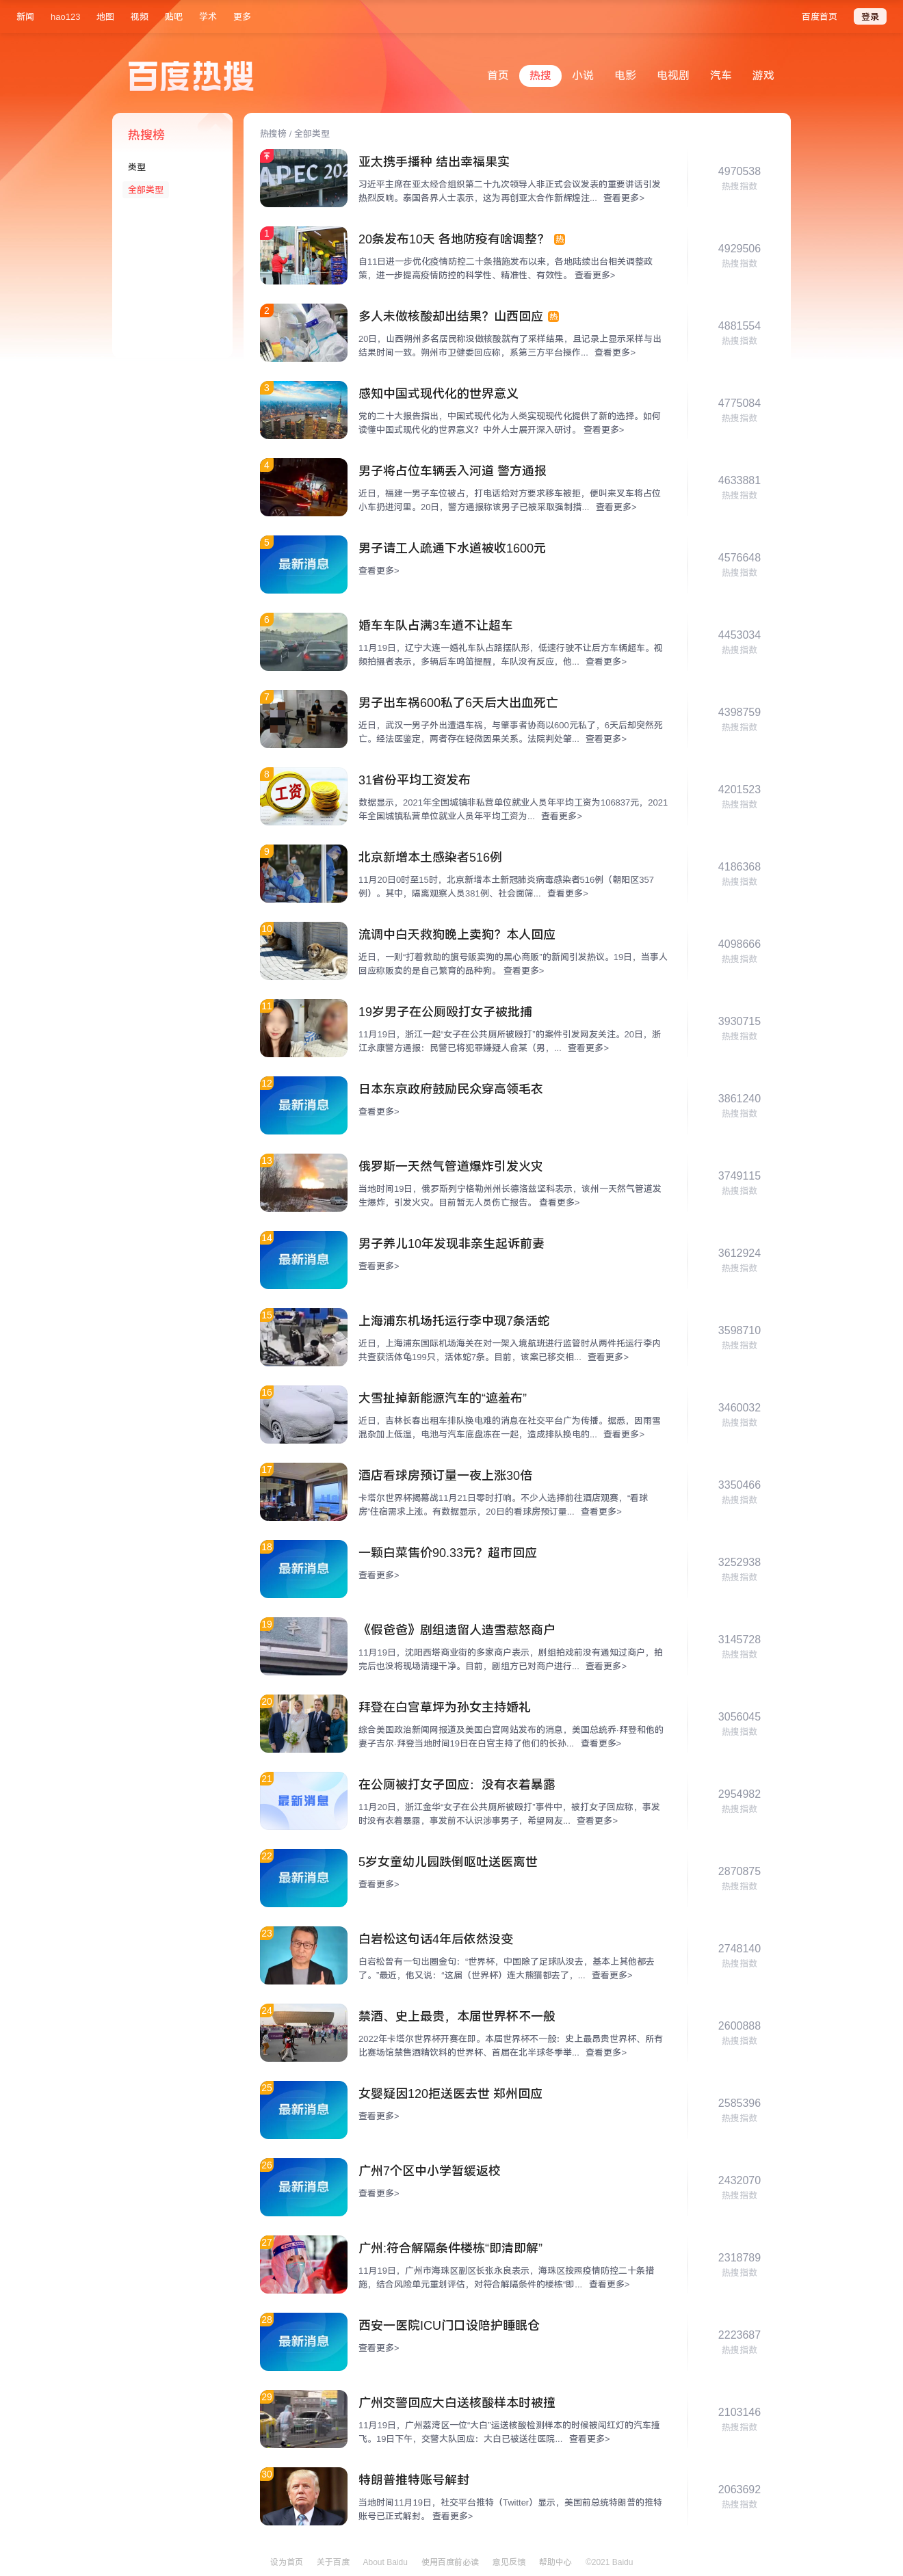 新闻 hao123 地图 视频 贴吧 学术 更多 百度首页 登录
百度热搜
首页 热搜 小说 电影 电视剧 汽车 游戏
热搜榜
类型
全部类型
热搜榜 / 全部类型
APEC 202
亚太携手播种 结出幸福果实
习近平主席在亚太经合组织第二十九次领导人非正式会议发表的重要讲话引发
热烈反响。泰国各界人士表示，这为再创亚太合作新辉煌注... 查看更多>
4970538
热搜指数
1
20条发布10天 各地防疫有啥调整？ 热
自11日进一步优化疫情防控二十条措施发布以来，各地陆续出台相关调整政
策，进一步提高疫情防控的科学性、精准性、有效性。 查看更多>
4929506
热搜指数
2
多人未做核酸却出结果？山西回应 热
20日，山西朔州多名居民称没做核酸就有了采样结果，且记录上显示采样与出
结果时间一致。朔州市卫健委回应称，系第三方平台操作... 查看更多>
4881554
热搜指数
3
感知中国式现代化的世界意义
党的二十大报告指出，中国式现代化为人类实现现代化提供了新的选择。如何
读懂中国式现代化的世界意义？中外人士展开深入研讨。 查看更多>
4775084
热搜指数
4
男子将占位车辆丢入河道 警方通报
近日，福建一男子车位被占，打电话给对方要求移车被拒，便叫来叉车将占位
小车扔进河里。20日，警方通报称该男子已被采取强制措... 查看更多>
4633881
热搜指数
5
最新消息
男子请工人疏通下水道被收1600元
查看更多>
4576648
热搜指数
6
婚车车队占满3车道不让超车
11月19日，辽宁大连一婚礼车队占路摆队形，低速行驶不让后方车辆超车。视
频拍摄者表示，多辆后车鸣笛提醒，车队没有反应，他... 查看更多>
4453034
热搜指数
7
男子出车祸600私了6天后大出血死亡
近日，武汉一男子外出遭遇车祸，与肇事者协商以600元私了，6天后却突然死
亡。经法医鉴定，两者存在轻微因果关系。法院判处肇... 查看更多>
4398759
热搜指数
8
工资
31省份平均工资发布
数据显示，2021年全国城镇非私营单位就业人员年平均工资为106837元，2021
年全国城镇私营单位就业人员年平均工资为... 查看更多>
4201523
热搜指数
9
北京新增本土感染者516例
11月20日0时至15时，北京新增本土新冠肺炎病毒感染者516例（朝阳区357
例）。其中，隔离观察人员381例、社会面筛... 查看更多>
4186368
热搜指数
10
流调中白天救狗晚上卖狗？本人回应
近日，一则“打着救助的旗号贩卖狗的黑心商贩”的新闻引发热议。19日，当事人
回应称贩卖的是自己繁育的品种狗。 查看更多>
4098666
热搜指数
11
19岁男子在公厕殴打女子被批捕
11月19日，浙江一起“女子在公共厕所被殴打”的案件引发网友关注。20日，浙
江永康警方通报：民警已将犯罪嫌疑人俞某（男，... 查看更多>
3930715
热搜指数
12
最新消息
日本东京政府鼓励民众穿高领毛衣
查看更多>
3861240
热搜指数
13
俄罗斯一天然气管道爆炸引发火灾
当地时间19日，俄罗斯列宁格勒州州长德洛兹坚科表示，该州一天然气管道发
生爆炸，引发火灾。目前暂无人员伤亡报告。 查看更多>
3749115
热搜指数
14
最新消息
男子养儿10年发现非亲生起诉前妻
查看更多>
3612924
热搜指数
15
上海浦东机场托运行李中现7条活蛇
近日，上海浦东国际机场海关在对一架入境航班进行监管时从两件托运行李内
共查获活体龟199只，活体蛇7条。目前，该案已移交相... 查看更多>
3598710
热搜指数
16
大雪扯掉新能源汽车的“遮羞布”
近日，吉林长春出租车排队换电难的消息在社交平台广为传播。据悉，因雨雪
混杂加上低温，电池与汽车底盘冻在一起，造成排队换电的... 查看更多>
3460032
热搜指数
17
酒店看球房预订量一夜上涨30倍
卡塔尔世界杯揭幕战11月21日零时打响。不少人选择前往酒店观赛，“看球
房”住宿需求上涨。有数据显示，20日的看球房预订量... 查看更多>
3350466
热搜指数
18
最新消息
一颗白菜售价90.33元？超市回应
查看更多>
3252938
热搜指数
19
《假爸爸》剧组遗留人造雪惹怒商户
11月19日，沈阳西塔商业街的多家商户表示，剧组拍戏前没有通知过商户，拍
完后也没将现场清理干净。目前，剧组方已对商户进行... 查看更多>
3145728
热搜指数
20
拜登在白宫草坪为孙女主持婚礼
综合美国政治新闻网报道及美国白宫网站发布的消息，美国总统乔·拜登和他的
妻子吉尔·拜登当地时间19日在白宫主持了他们的长孙... 查看更多>
3056045
热搜指数
21
最新消息
在公厕被打女子回应：没有衣着暴露
11月20日，浙江金华“女子在公共厕所被殴打”事件中，被打女子回应称，事发
时没有衣着暴露，事发前不认识涉事男子，希望网友... 查看更多>
2954982
热搜指数
22
最新消息
5岁女童幼儿园跌倒呕吐送医离世
查看更多>
2870875
热搜指数
23
白岩松这句话4年后依然没变
白岩松曾有一句出圈金句：“世界杯，中国除了足球队没去，基本上其他都去
了。”最近，他又说：“这届（世界杯）连大熊猫都去了，... 查看更多>
2748140
热搜指数
24
禁酒、史上最贵，本届世界杯不一般
2022年卡塔尔世界杯开赛在即。本届世界杯不一般：史上最昂贵世界杯、所有
比赛场馆禁售酒精饮料的世界杯、首届在北半球冬季举... 查看更多>
2600888
热搜指数
25
最新消息
女婴疑因120拒送医去世 郑州回应
查看更多>
2585396
热搜指数
26
最新消息
广州7个区中小学暂缓返校
查看更多>
2432070
热搜指数
27
广州:符合解隔条件楼栋“即清即解”
11月19日，广州市海珠区副区长张永良表示，海珠区按照疫情防控二十条措
施，结合风险单元重划评估，对符合解隔条件的楼栋“即... 查看更多>
2318789
热搜指数
28
最新消息
西安一医院ICU门口设陪护睡眠仓
查看更多>
2223687
热搜指数
29
广州交警回应大白送核酸样本时被撞
11月19日，广州荔湾区一位“大白”运送核酸检测样本的时候被闯红灯的汽车撞
飞。19日下午，交警大队回应：大白已被送往医院... 查看更多>
2103146
热搜指数
30
特朗普推特账号解封
当地时间11月19日，社交平台推特（Twitter）显示，美国前总统特朗普的推特
账号已正式解封。 查看更多>
2063692
热搜指数
设为首页 关于百度 About Baidu 使用百度前必读 意见反馈 帮助中心 ©2021 Baidu